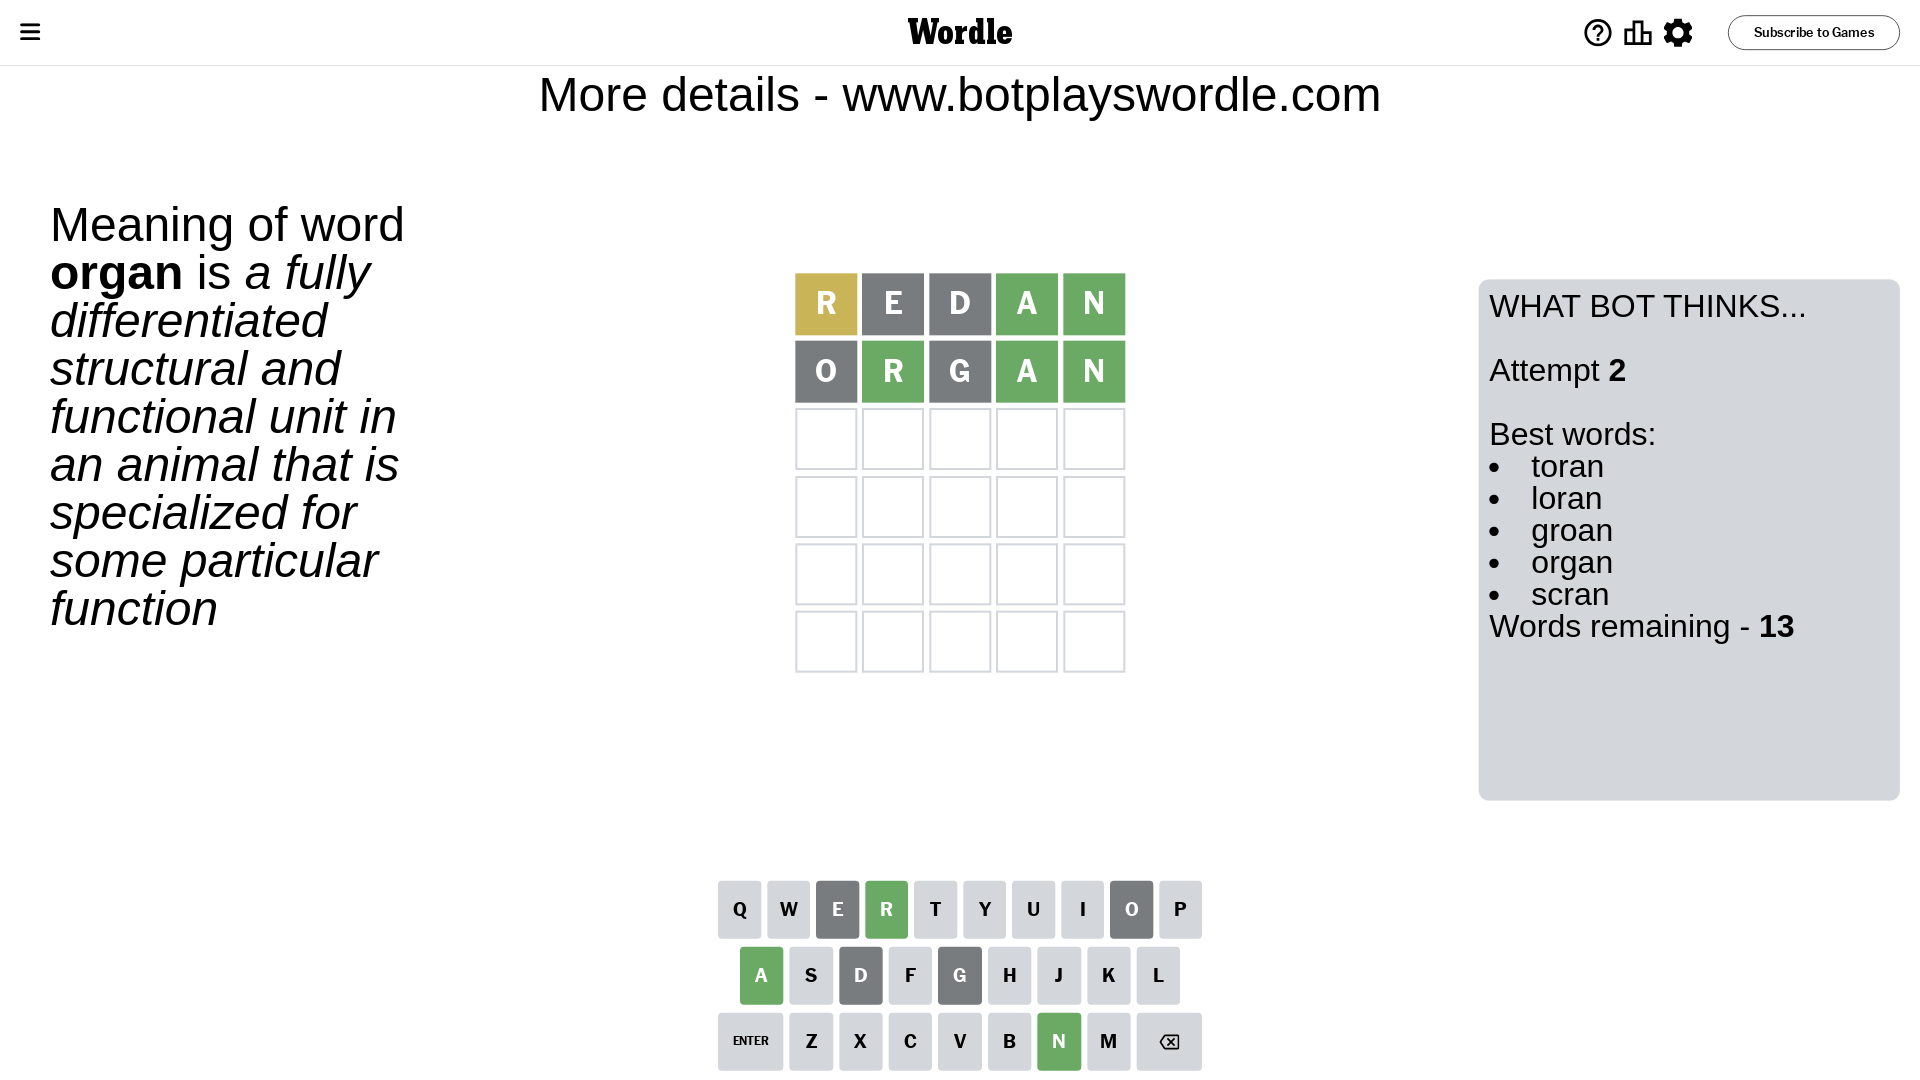 Wordle
Subscribe to Games
More details - www.botplayswordle.com
Meaning of word
organ is a fully
differentiated
structural and
functional unit in
an animal that is
specialized for
some particular
function
R E D A N
O R G A N
WHAT BOT THINKS...
Attempt 2
Best words:
• toran
• loran
• groan
• organ
• scran
Words remaining - 13
Q W E R T Y U I O P
A S D F G H J K L
ENTER Z X C V B N M